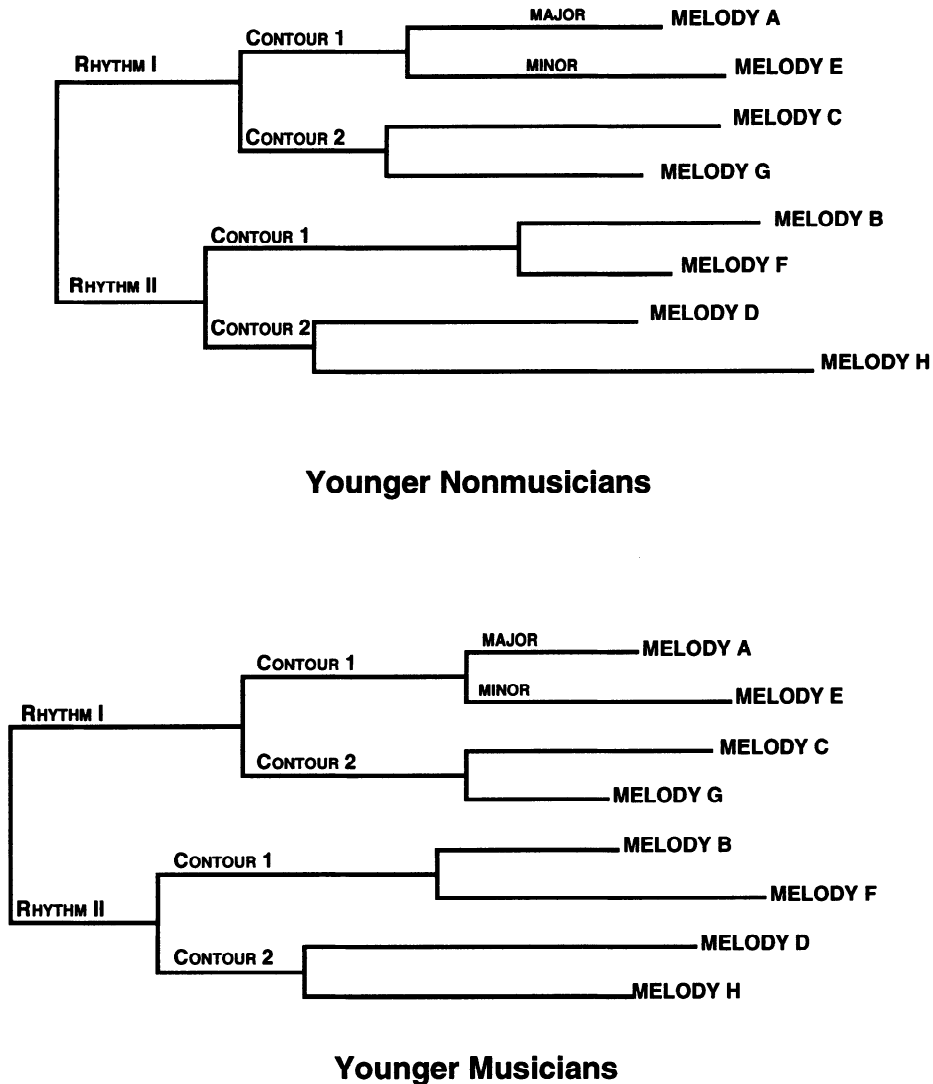 MAJOR
MELODY A
CONTOUR 1
RHYTHM I
MINOR
MELODY E
MELODY C
CONTOUR 2
MELODY G
MELODY B
CONTOUR 1
MELODY F
RHYTHM II
MELODY D
CONTOUR 2
MELODY H
Younger Nonmusicians
MAJOR
MELODY A
CONTOUR 1
MINOR
MELODY E
RHYTHM I
MELODY C
CONTOUR 2
MELODY G
MELODY B
CONTOUR 1
MELODY F
RHYTHM II
MELODY D
CONTOUR 2
MELODY H
Younger Musicians